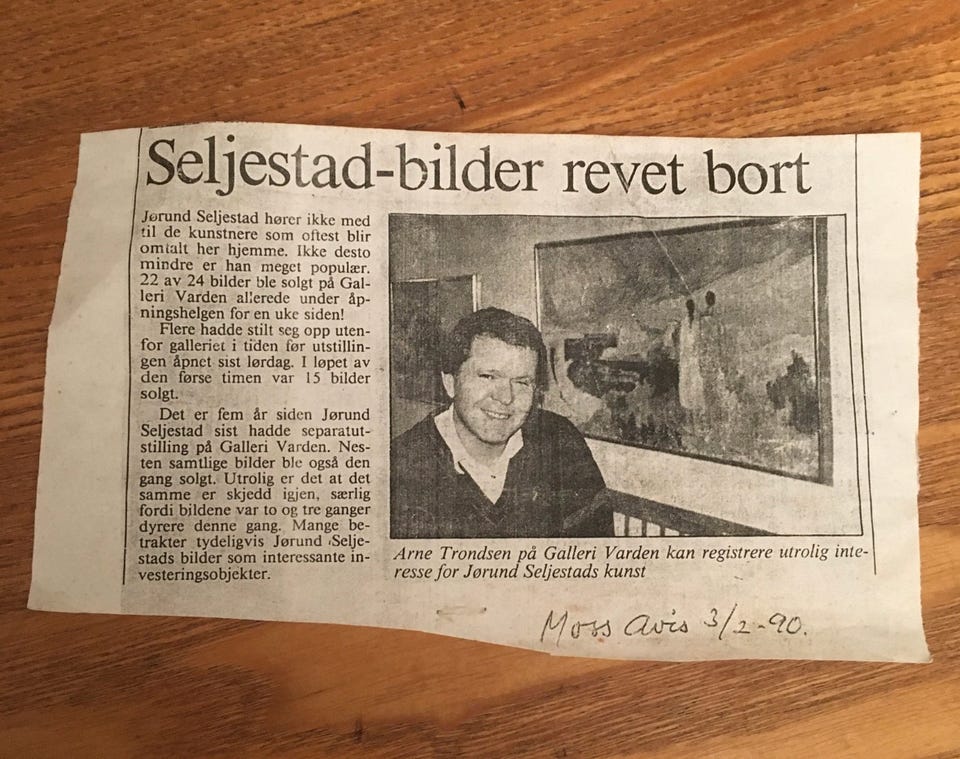 Seljestad-bilder revet bort
Jørund Seljestad hører ikke med
til de kunstnere som oftest blir
omtalt her hjemme. Ikke desto
mindre er han meget populær.
22 av 24 bilder ble solgt på Gal-
leri Varden allerede under åp-
ningshelgen for en uke siden!
Flere hadde stilt seg opp uten-
for galleriet i tiden før utstillin-
gen åpnet sist lørdag. I løpet av
den førse timen var 15 bilder
solgt.
Det er fem år siden Jørund
Seljestad sist hadde separatut-
stilling på Galleri Varden. Nes-
ten samtlige bilder ble også den
gang solgt. Utrolig er det at det
samme er skjedd igjen, særlig
fordi bildene var to og tre ganger
dyrere denne gang. Mange be-
trakter tydeligvis Jørund Selje-
stads bilder som interessante in-
vesteringsobjekter.
Arne Trondsen på Galleri Varden kan registrere utrolig inte-
resse for Jørund Seljestads kunst
Moss Avis 3/2-90.